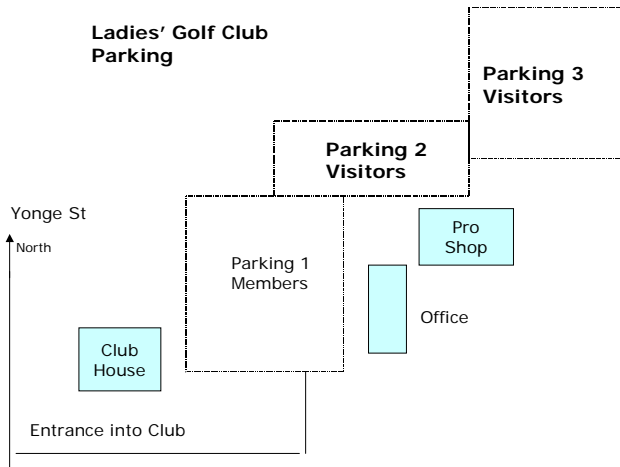 Ladies' Golf Club
Parking
Parking 3
Visitors
Parking 2
Visitors
Yonge St
North
Pro
Shop
Parking 1
Members
Office
Club
House
Entrance into Club